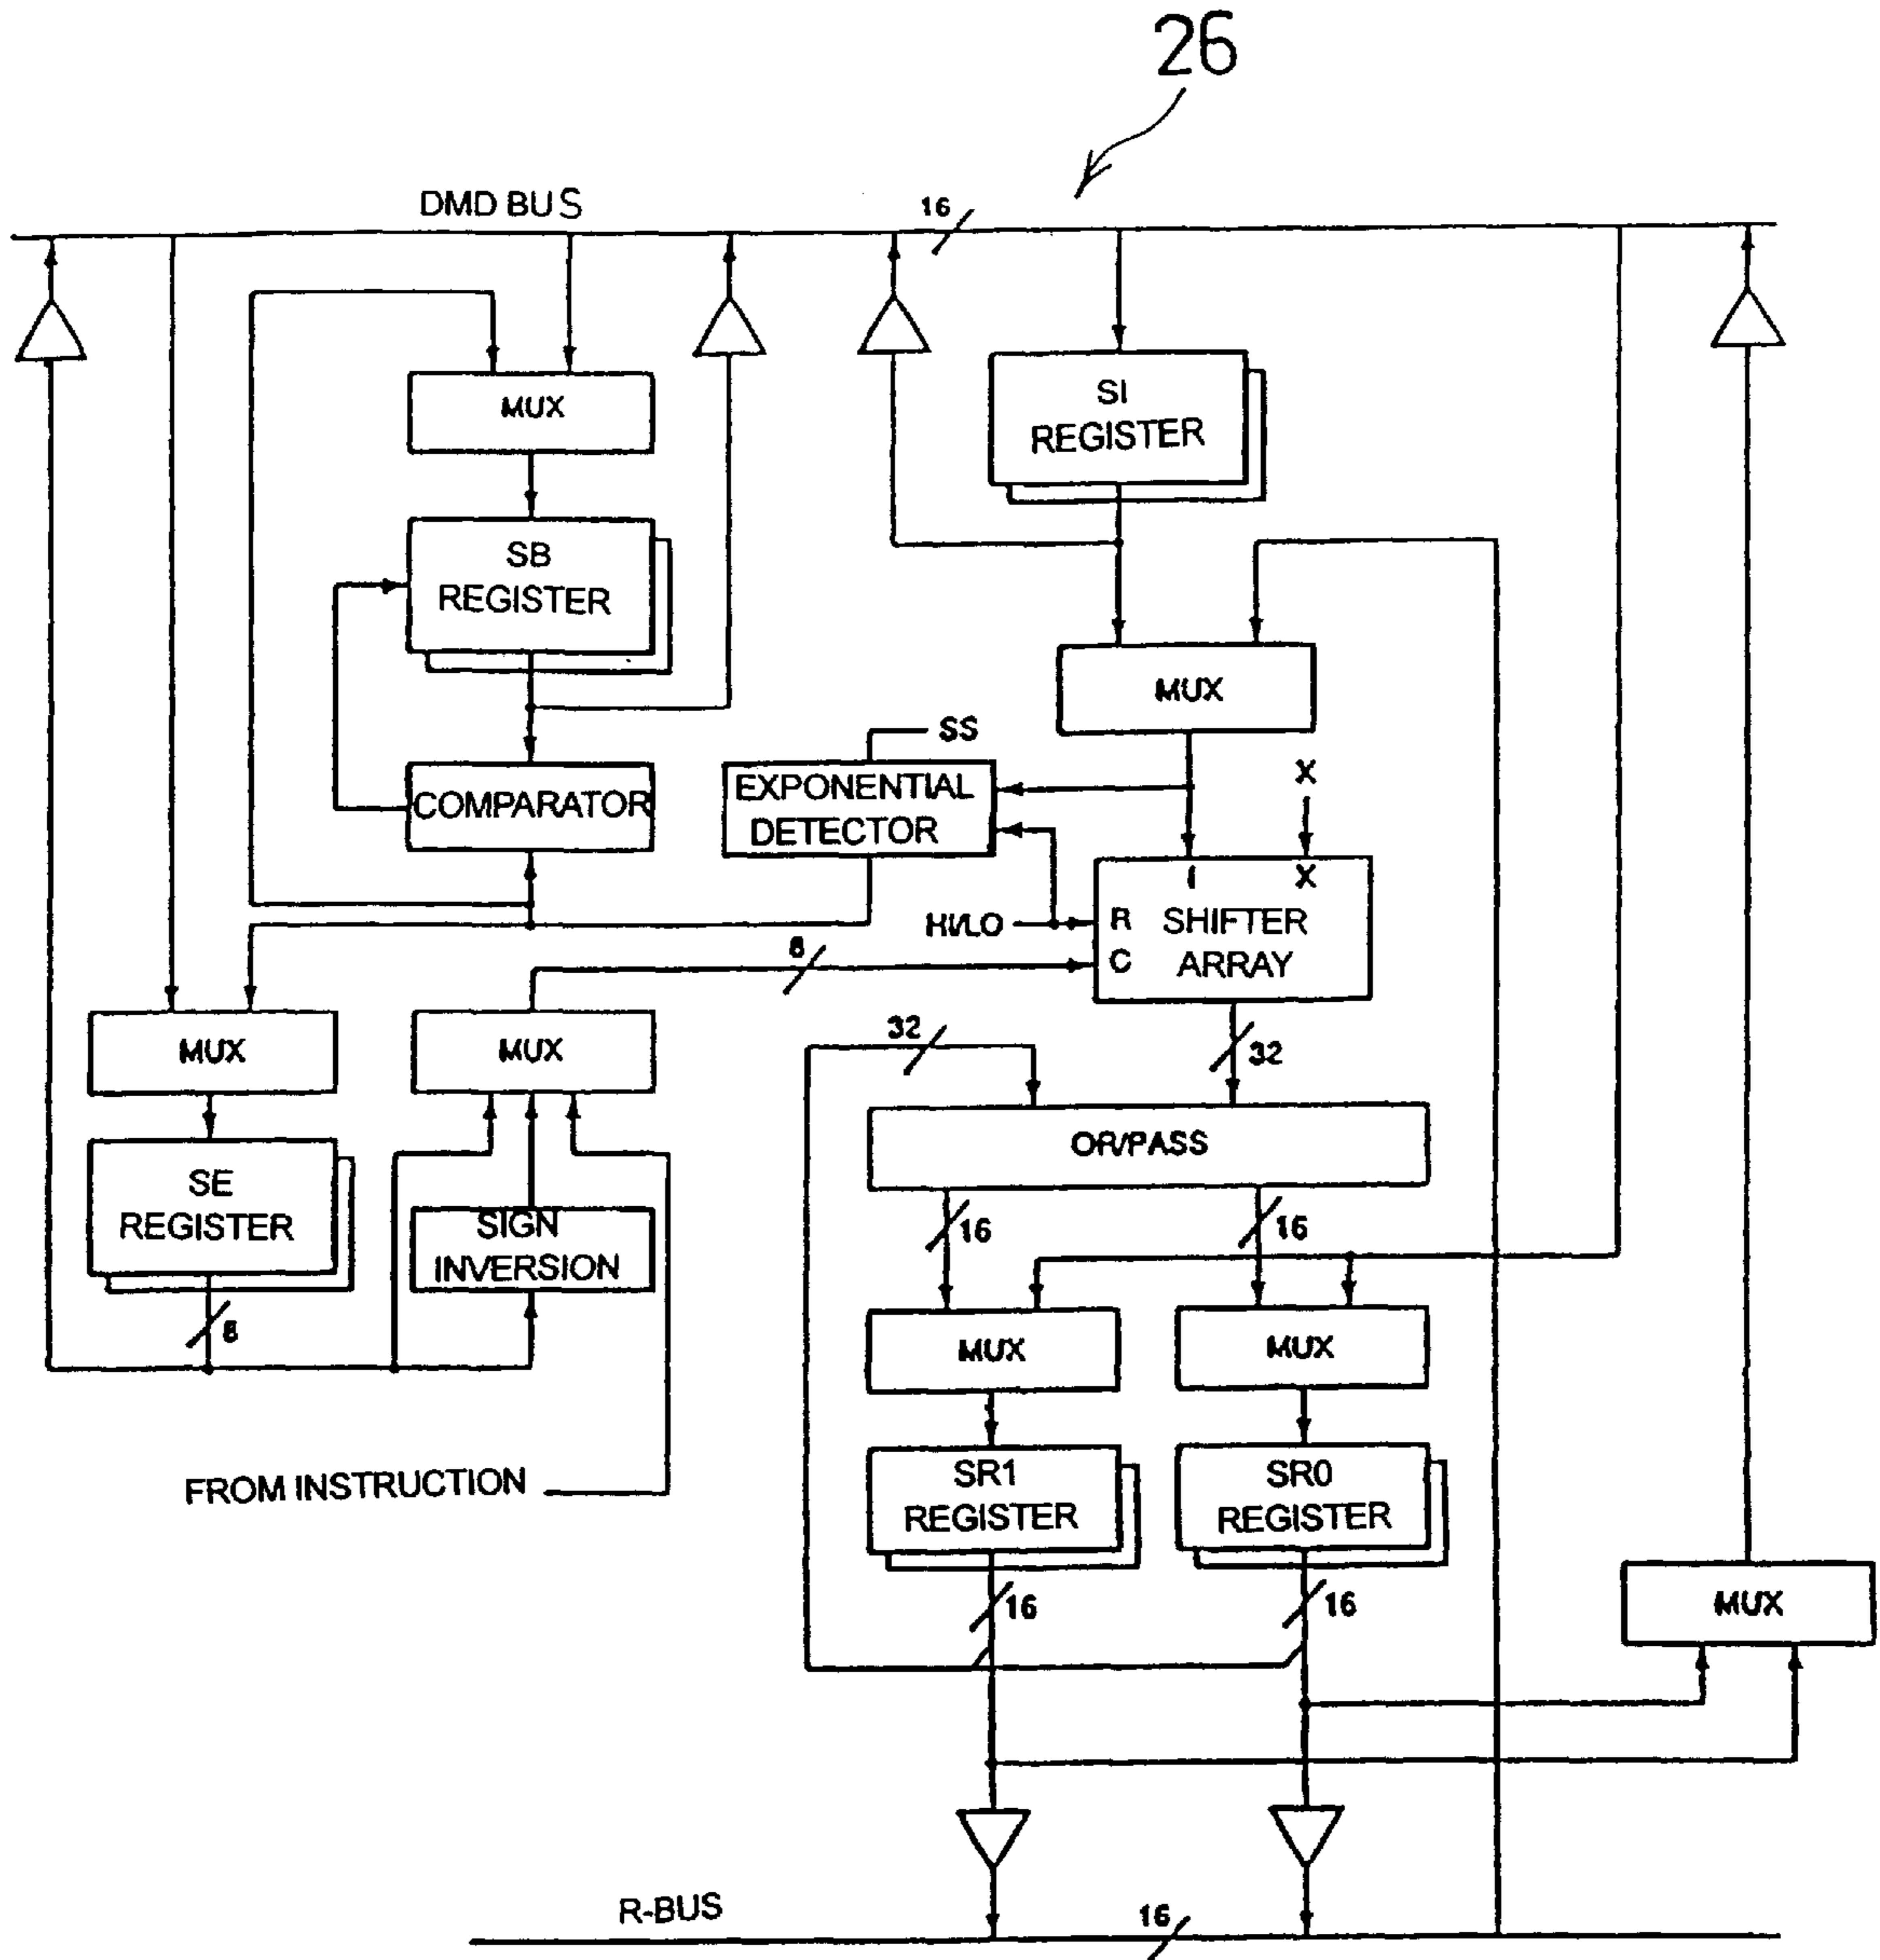 26
DMD BUS
16
MUX
SI
REGISTER
SB
REGISTER
MUX
SS
X
EXPONENTIAL
DETECTOR
COMPARATOR
I
X
HI/LO
R
SHIFTER
C
ARRAY
8
MUX
MUX
32
32
OR/PASS
SE
REGISTER
SIGN
INVERSION
16
16
8
MUX
MUX
FROM INSTRUCTION
SR1
REGISTER
SR0
REGISTER
16
16
MUX
R-BUS
16